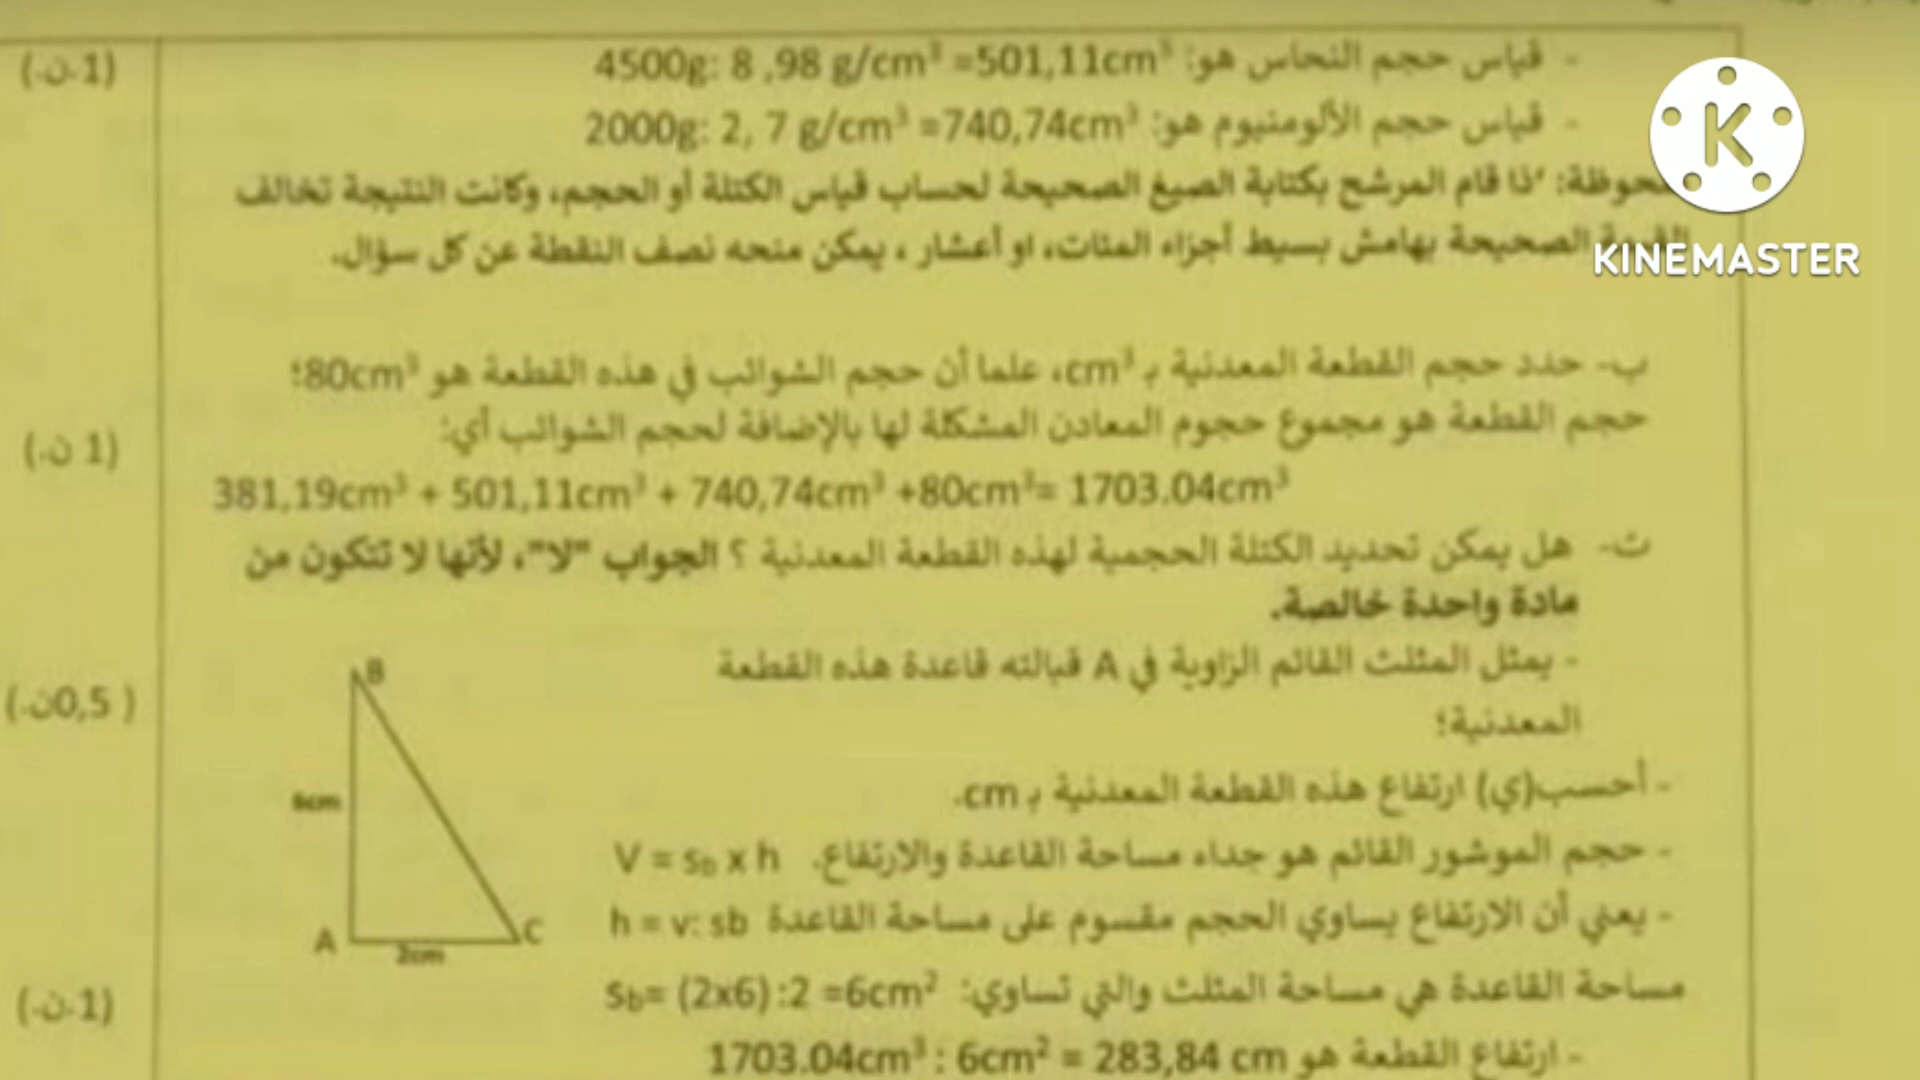 - قياس حجم النحاس هو: 4500g: 8 ,98 g/cm³ =501,11cm³
(1.ن.)
- قياس حجم الألومنيوم هو: 2000g: 2, 7 g/cm³ =740,74cm³
قام المرشح بكتابة الصيغ الصحيحة لحساب قياس الكتلة أو الحجم، وكانت النتيجة تخالف
الصحيحة بهامش بسيط أجزاء المئات، او أعشار ، يمكن منحه نصف النقطة عن كل سؤال.
KINEMASTER
ب- حدد حجم القطعة المعدنية بـ cm³، علما أن حجم الشوائب في هذه القطعة هو 80cm³؛
حجم القطعة هو مجموع حجوم المعادن المشكلة لها بالإضافة لحجم الشوائب أي:
(1 ن.)
381,19cm³ + 501,11cm³ + 740,74cm³ +80cm³= 1703.04cm³
ت- هل يمكن تحديد الكتلة الحجمية لهذه القطعة المعدنية ؟ الجواب "لا"، لأنها لا تتكون من
مادة واحدة خالصة.
- يمثل المثلث القائم الزاوية في A قبالته قاعدة هذه القطعة
المعدنية؛
(0,5ن.)
B
6cm
A
2cm
C
- أحسب(ي) ارتفاع هذه القطعة المعدنية بـ cm.
- حجم الموشور القائم هو جداء مساحة القاعدة والارتفاع. V = sb x h
- يعني أن الارتفاع يساوي الحجم مقسوم على مساحة القاعدة h = v: sb
مساحة القاعدة هي مساحة المثلث والتي تساوي: sb= (2x6) :2 =6cm²
(1.ن.)
- ارتفاع القطعة هو 1703.04cm³ : 6cm² = 283,84 cm